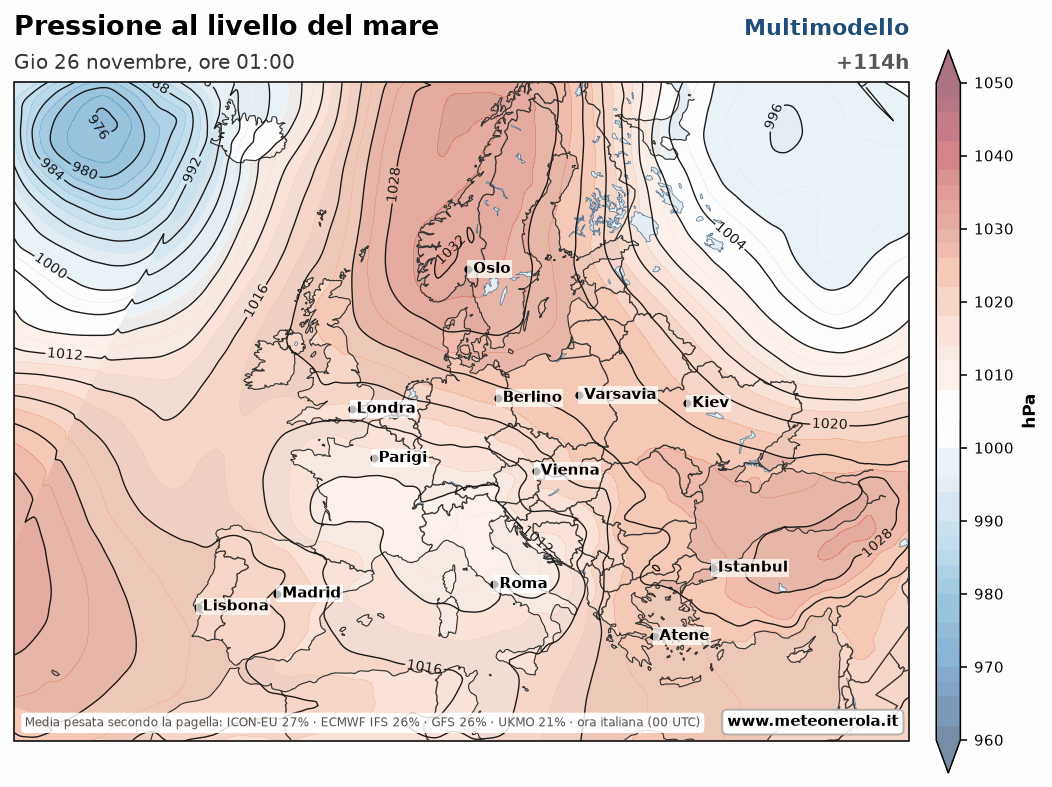 Pressione al livello del mare
Multimodello
Gio 26 novembre, ore 01:00
+114h
976
984
980
992
1000
1012
1016
1028
1032
996
1004
1020
1028
1012
1016
Oslo
Londra
Berlino
Varsavia
Kiev
Parigi
Vienna
Istanbul
Madrid
Roma
Lisbona
Atene
Media pesata secondo la pagella: ICON-EU 27% · ECMWF IFS 26% · GFS 26% · UKMO 21% · ora italiana (00 UTC)
www.meteonerola.it
1050
1040
1030
1020
1010
1000
990
980
970
960
hPa